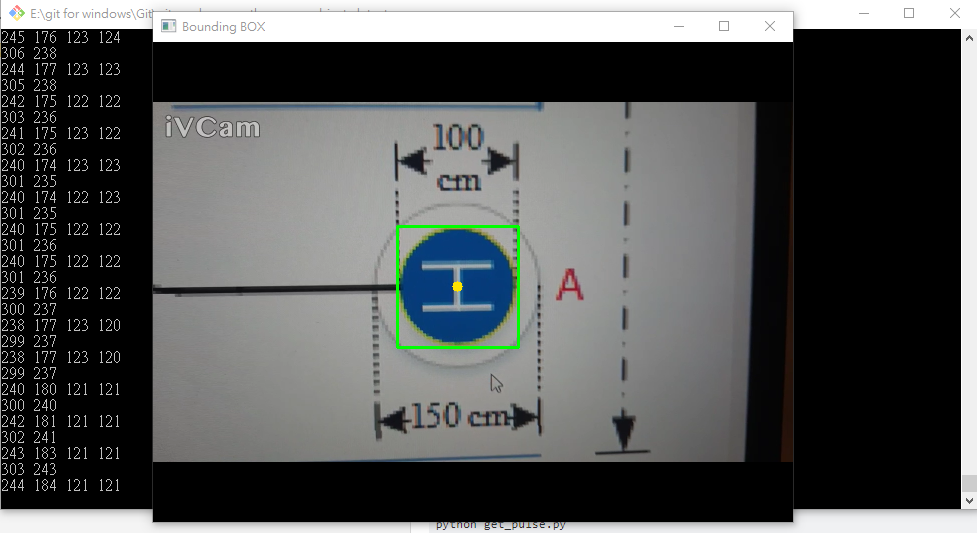 E:\git for windows\Git
Bounding BOX
245 176 123 124
306 238
244 177 123 123
305 238
242 175 122 122
303 236
241 175 123 122
302 236
240 174 123 123
301 235
240 174 122 123
301 235
240 175 122 122
301 236
240 175 122 122
301 236
239 176 122 122
300 237
238 177 123 120
299 237
238 177 123 120
299 237
240 180 121 121
300 240
242 181 121 121
302 241
243 183 121 121
303 243
244 184 121 121
iVCam
100
cm
H
A
150 cm
python get_pulse.py